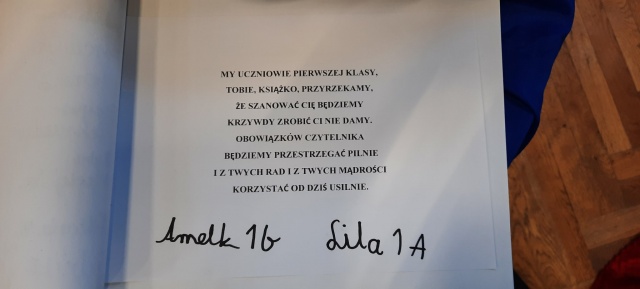 MY UCZNIOWIE PIERWSZEJ KLASY,
TOBIE, KSIĄŻKO, PRZYRZEKAMY,
ŻE SZANOWAĆ CIĘ BĘDZIEMY
KRZYWDY ZROBIĆ CI NIE DAMY.
OBOWIĄZKÓW CZYTELNIKA
BĘDZIEMY PRZESTRZEGAĆ PILNIE
I Z TWYCH RAD I Z TWYCH MĄDROŚCI
KORZYSTAĆ OD DZIŚ USILNIE.
Amelk 1b Lila 1A